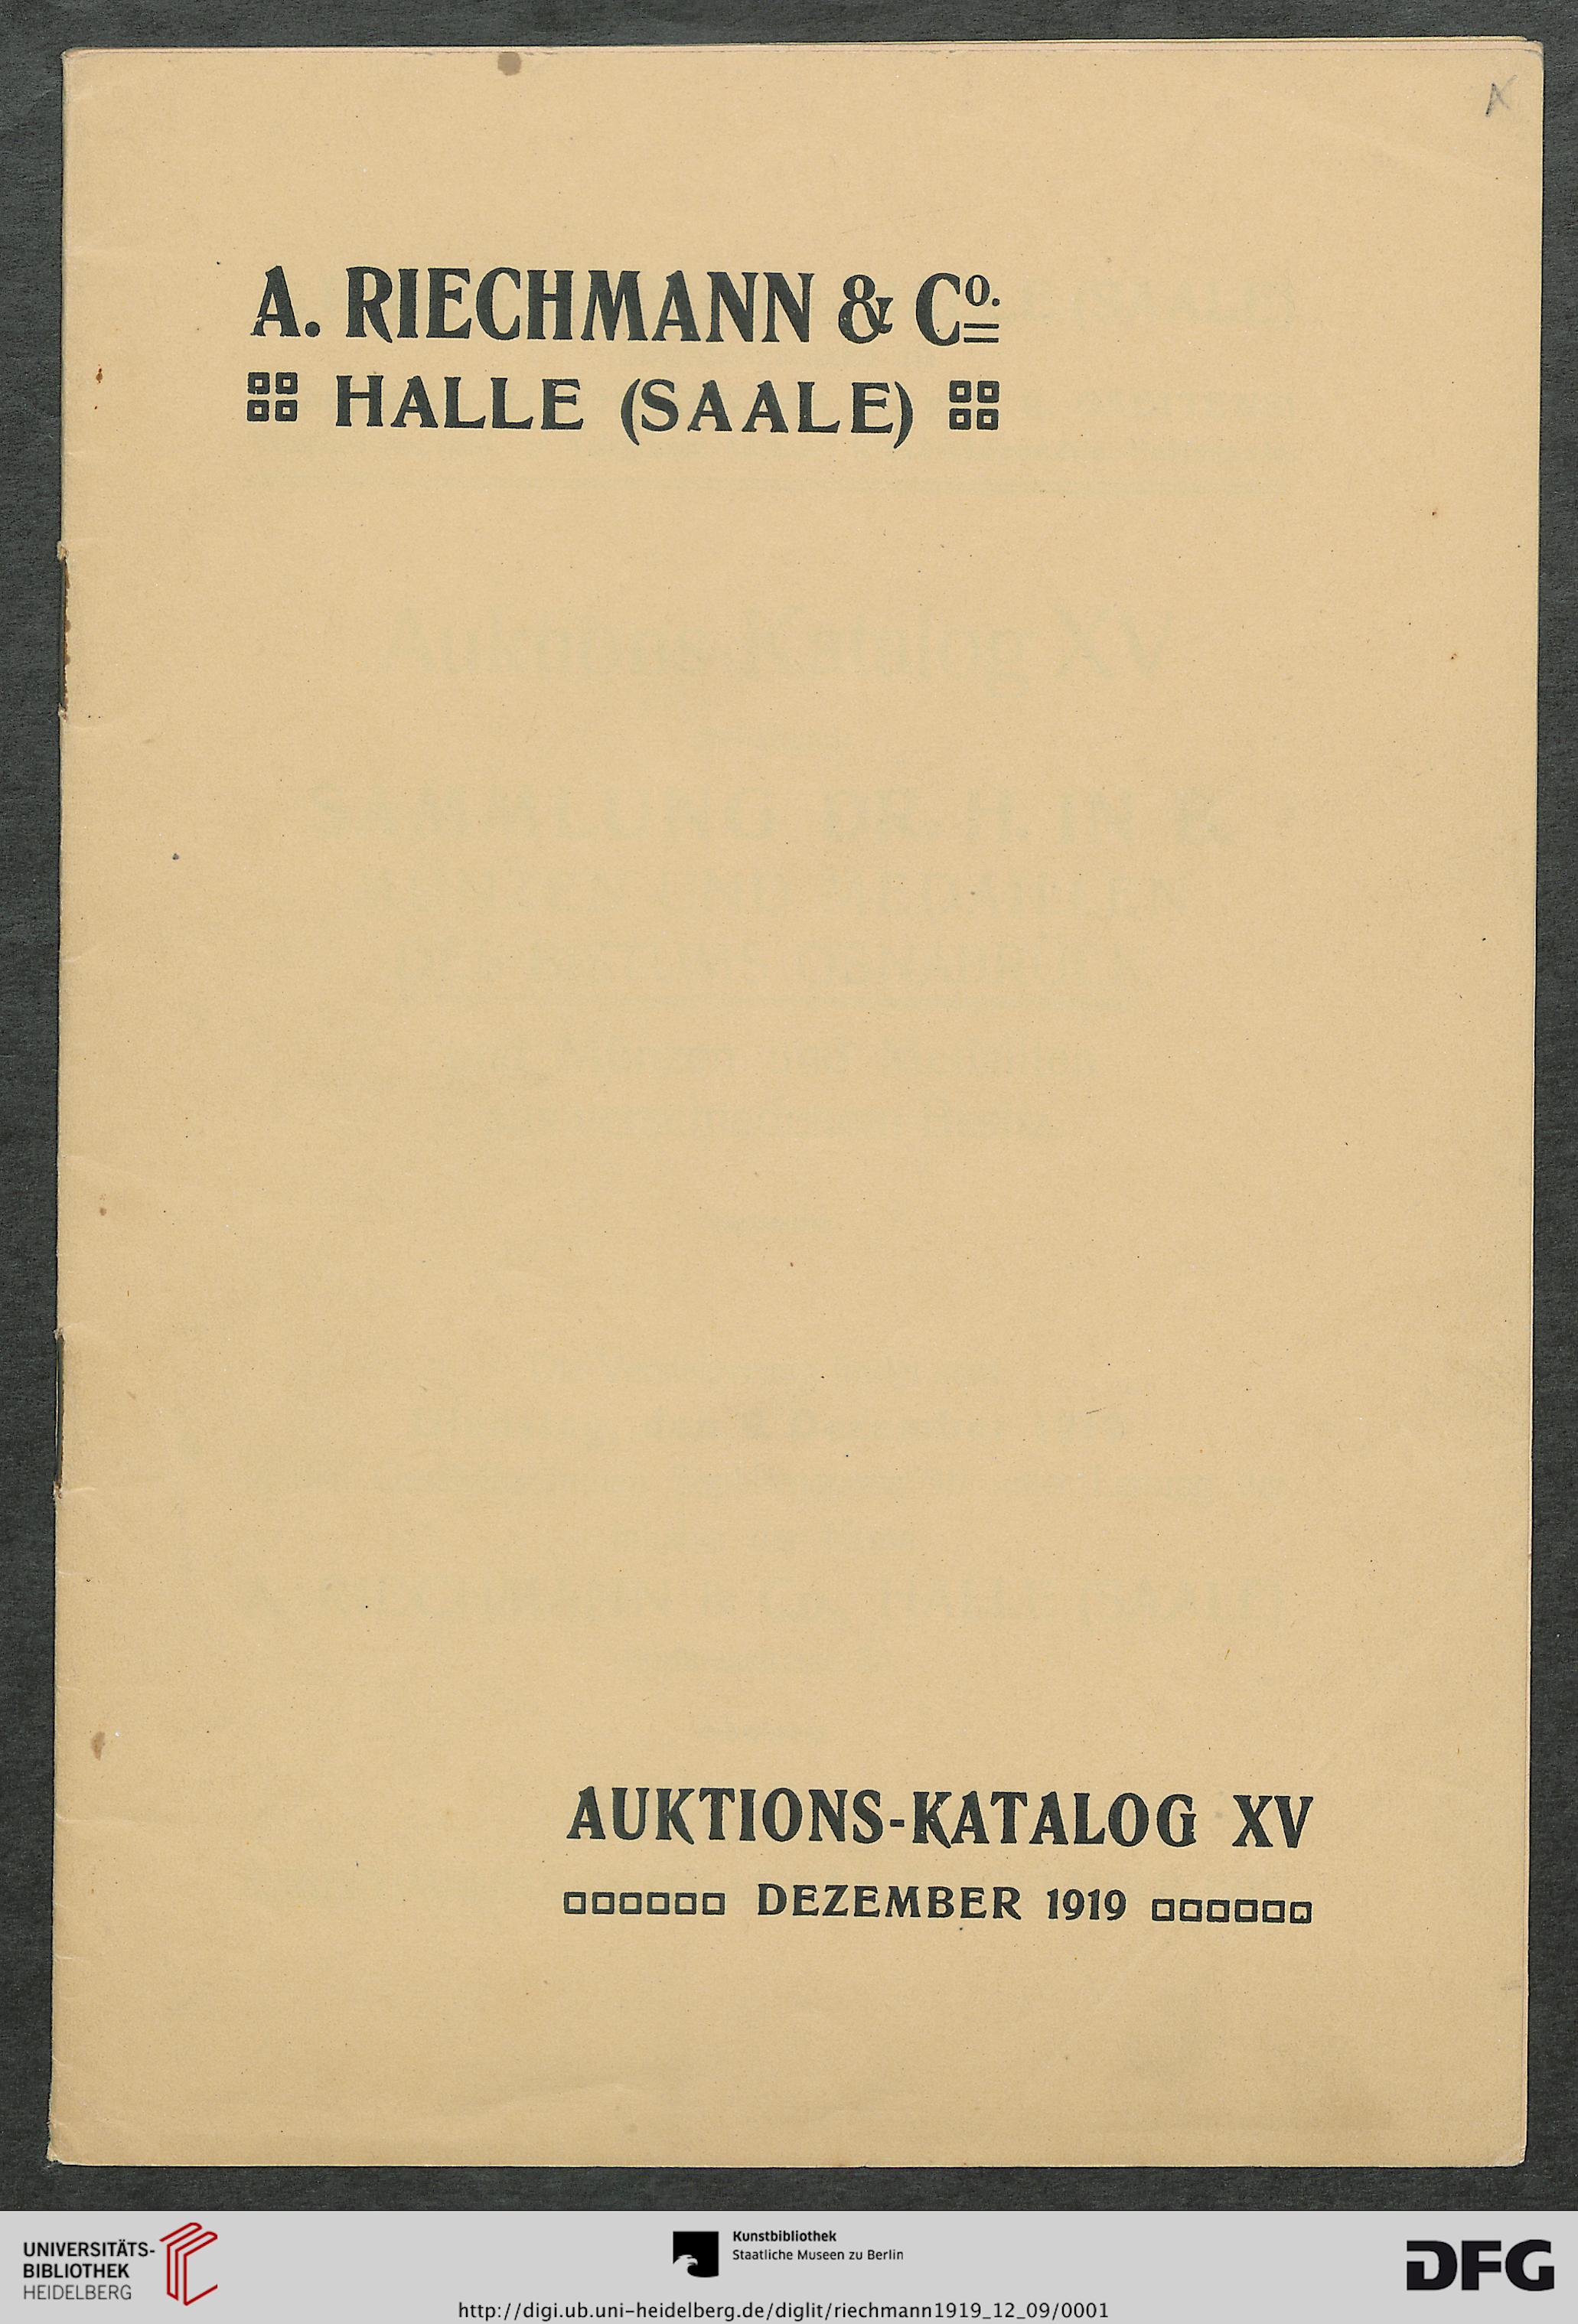 A. RIECHMANN & Co.
HALLE (SAALE)
AUKTIONS-KATALOG XV
DEZEMBER 1919
UNIVERSITÄTS-
BIBLIOTHEK
HEIDELBERG
Kunstbibliothek
Staatliche Museen zu Berlin
DFG
http://digi.ub.uni-heidelberg.de/diglit/riechmann1919_12_09/0001